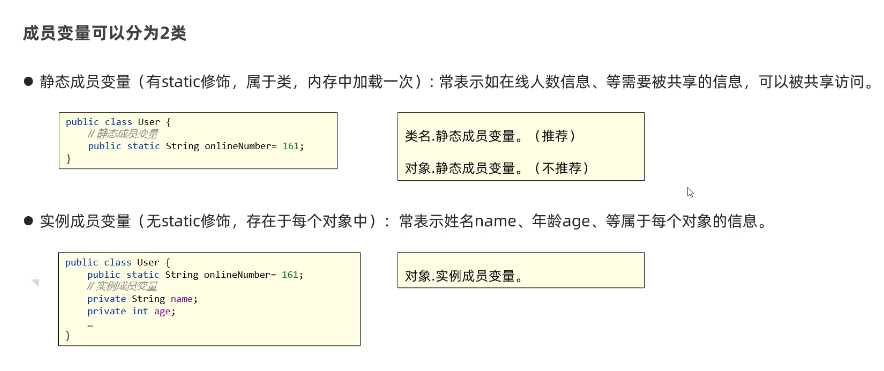 成员变量可以分为2类
● 静态成员变量（有static修饰，属于类，内存中加载一次）: 常表示如在线人数信息、等需要被共享的信息，可以被共享访问。
public class User {
// 静态成员变量
public static String onlineNumber= 161;
}
类名.静态成员变量。（推荐）
对象.静态成员变量。（不推荐）
● 实例成员变量（无static修饰，存在于每个对象中）: 常表示姓名name、年龄age、等属于每个对象的信息。
public class User {
public static String onlineNumber= 161;
// 实例成员变量
private String name;
private int age;
…
}
对象.实例成员变量。